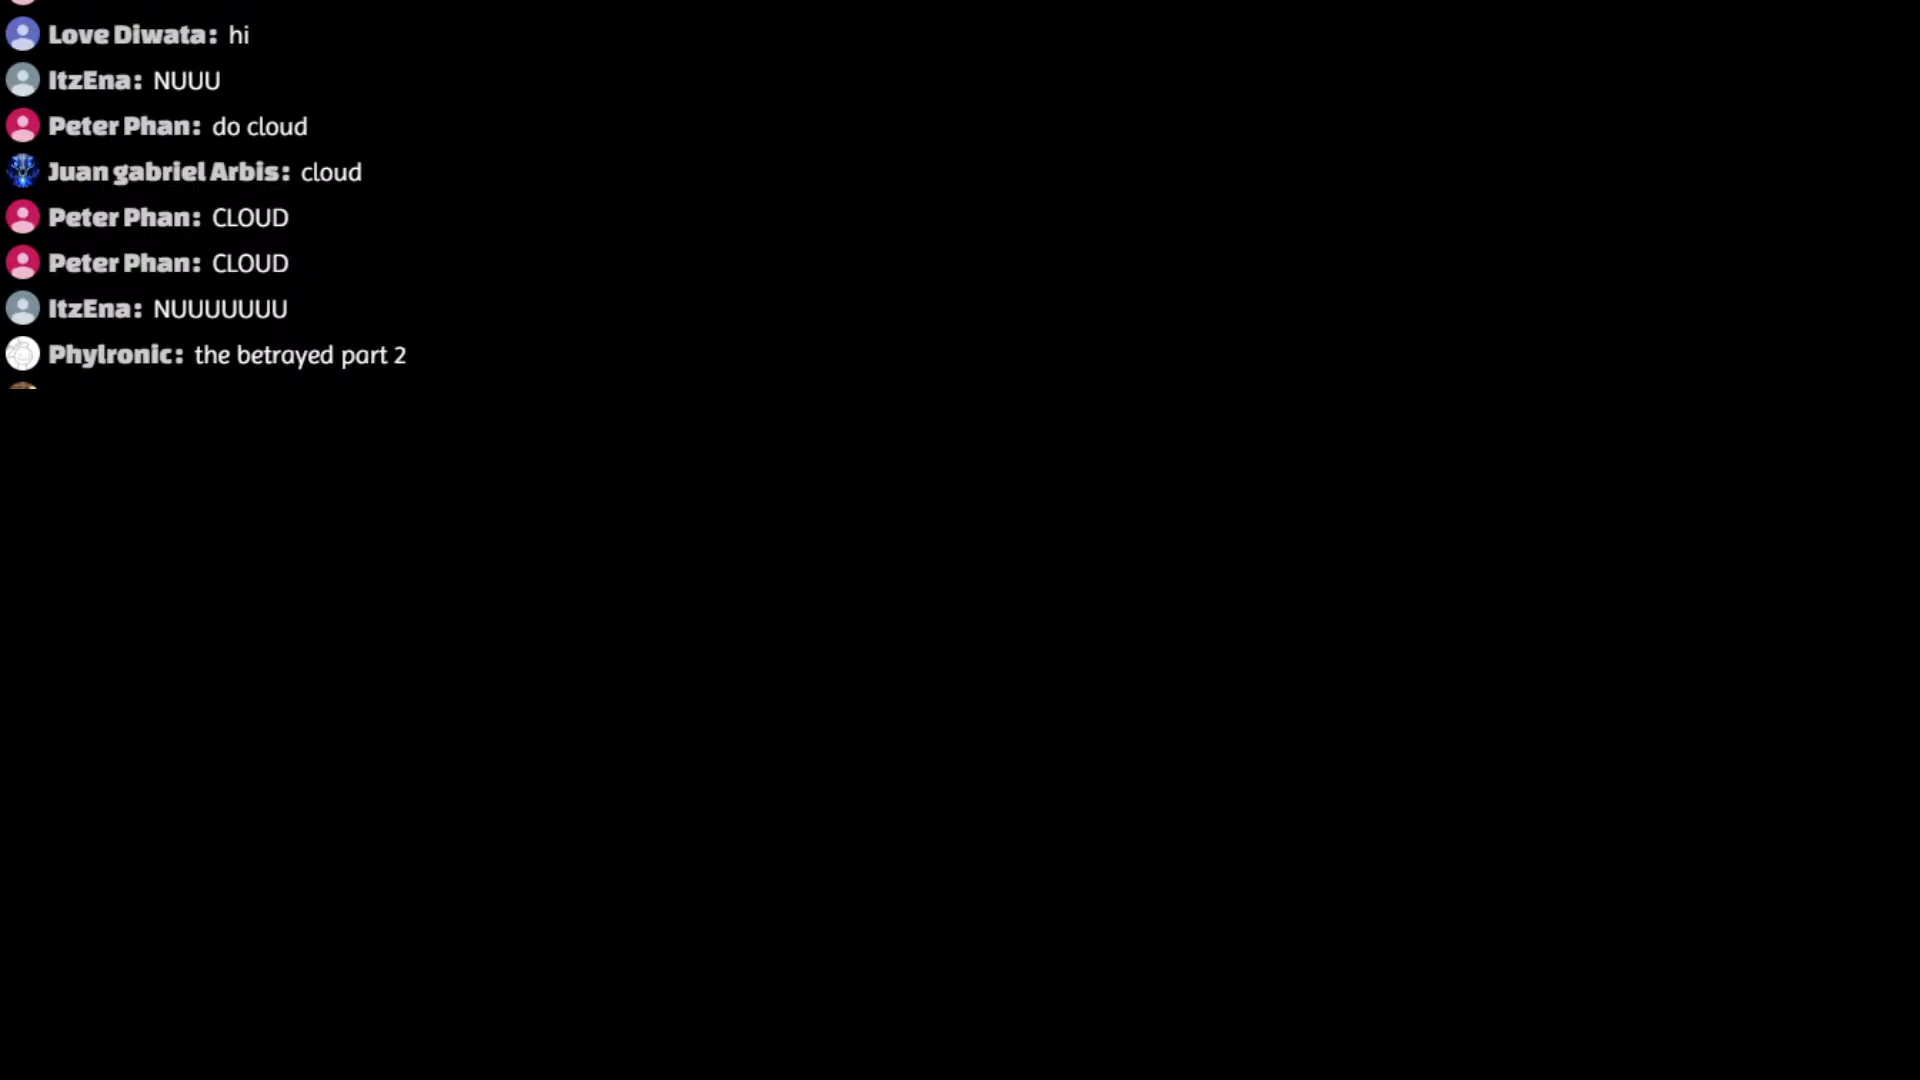 Love Diwata: hi
ItzEna: NUUU
Peter Phan: do cloud
Juan gabriel Arbis: cloud
Peter Phan: CLOUD
Peter Phan: CLOUD
ItzEna: NUUUUUUU
Phylronic: the betrayed part 2